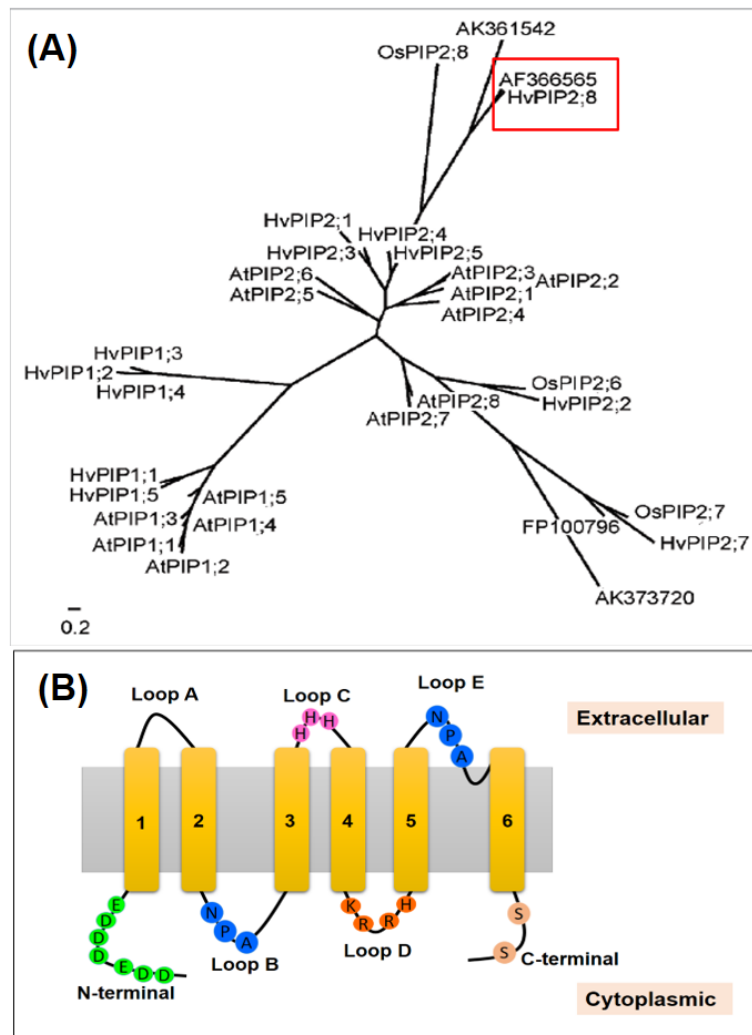 (A)
AK361542
OsPIP2;8
AF366565
HvPIP2;8
HvPIP2;1
HvPIP2;4
HvPIP2;3
HvPIP2;5
AtPIP2;6
AtPIP2;3
AtPIP2;2
AtPIP2;5
AtPIP2;1
AtPIP2;4
HvPIP1;3
HvPIP1;2
HvPIP1;4
AtPIP2;8
AtPIP2;7
OsPIP2;6
HvPIP2;2
HvPIP1;1
HvPIP1;5
AtPIP1;5
AtPIP1;3
AtPIP1;4
AtPIP1;1
AtPIP1;2
FP100796
OsPIP2;7
HvPIP2;7
AK373720
0.2
(B)
Loop A
Loop C
Loop E
Extracellular
H H H
N P A
1 2 3 4 5 6
E D D D E D D
N P A
K R R H
S S
Loop B
Loop D
N-terminal
C-terminal
Cytoplasmic